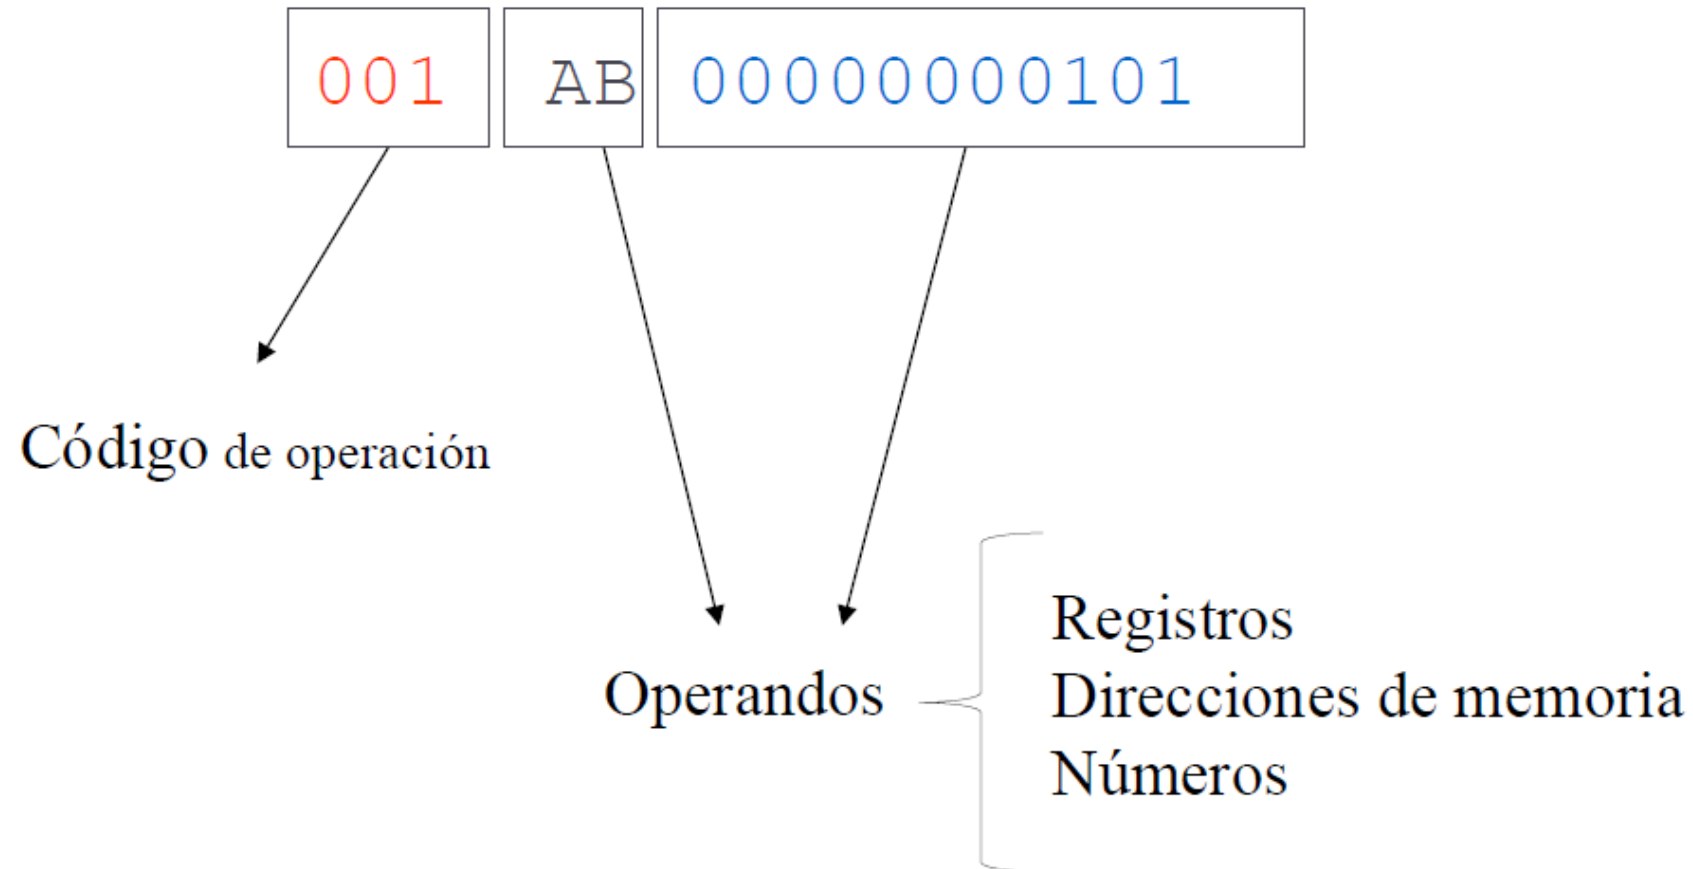 001 AB 00000000101
Código de operación
Operandos
Registros
Direcciones de memoria
Números